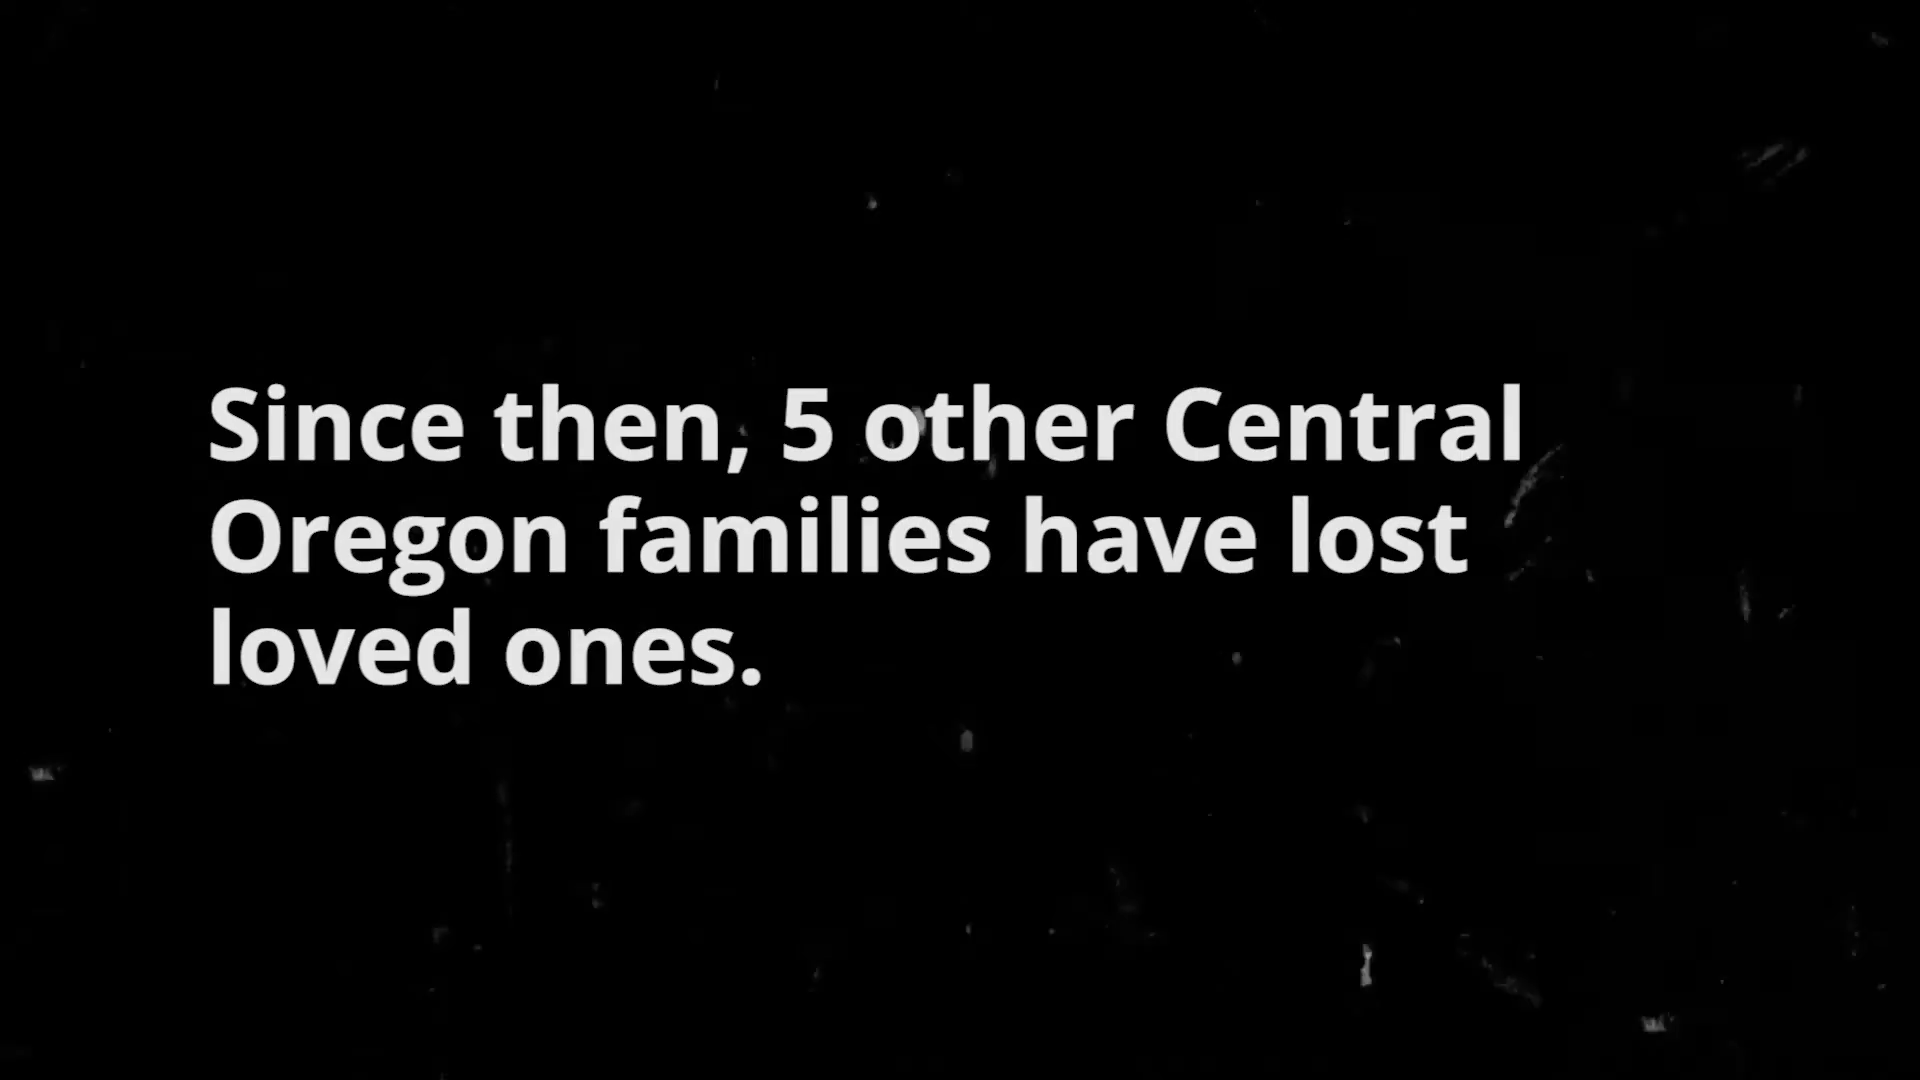 Since then, 5 other Central
Oregon families have lost
loved ones.